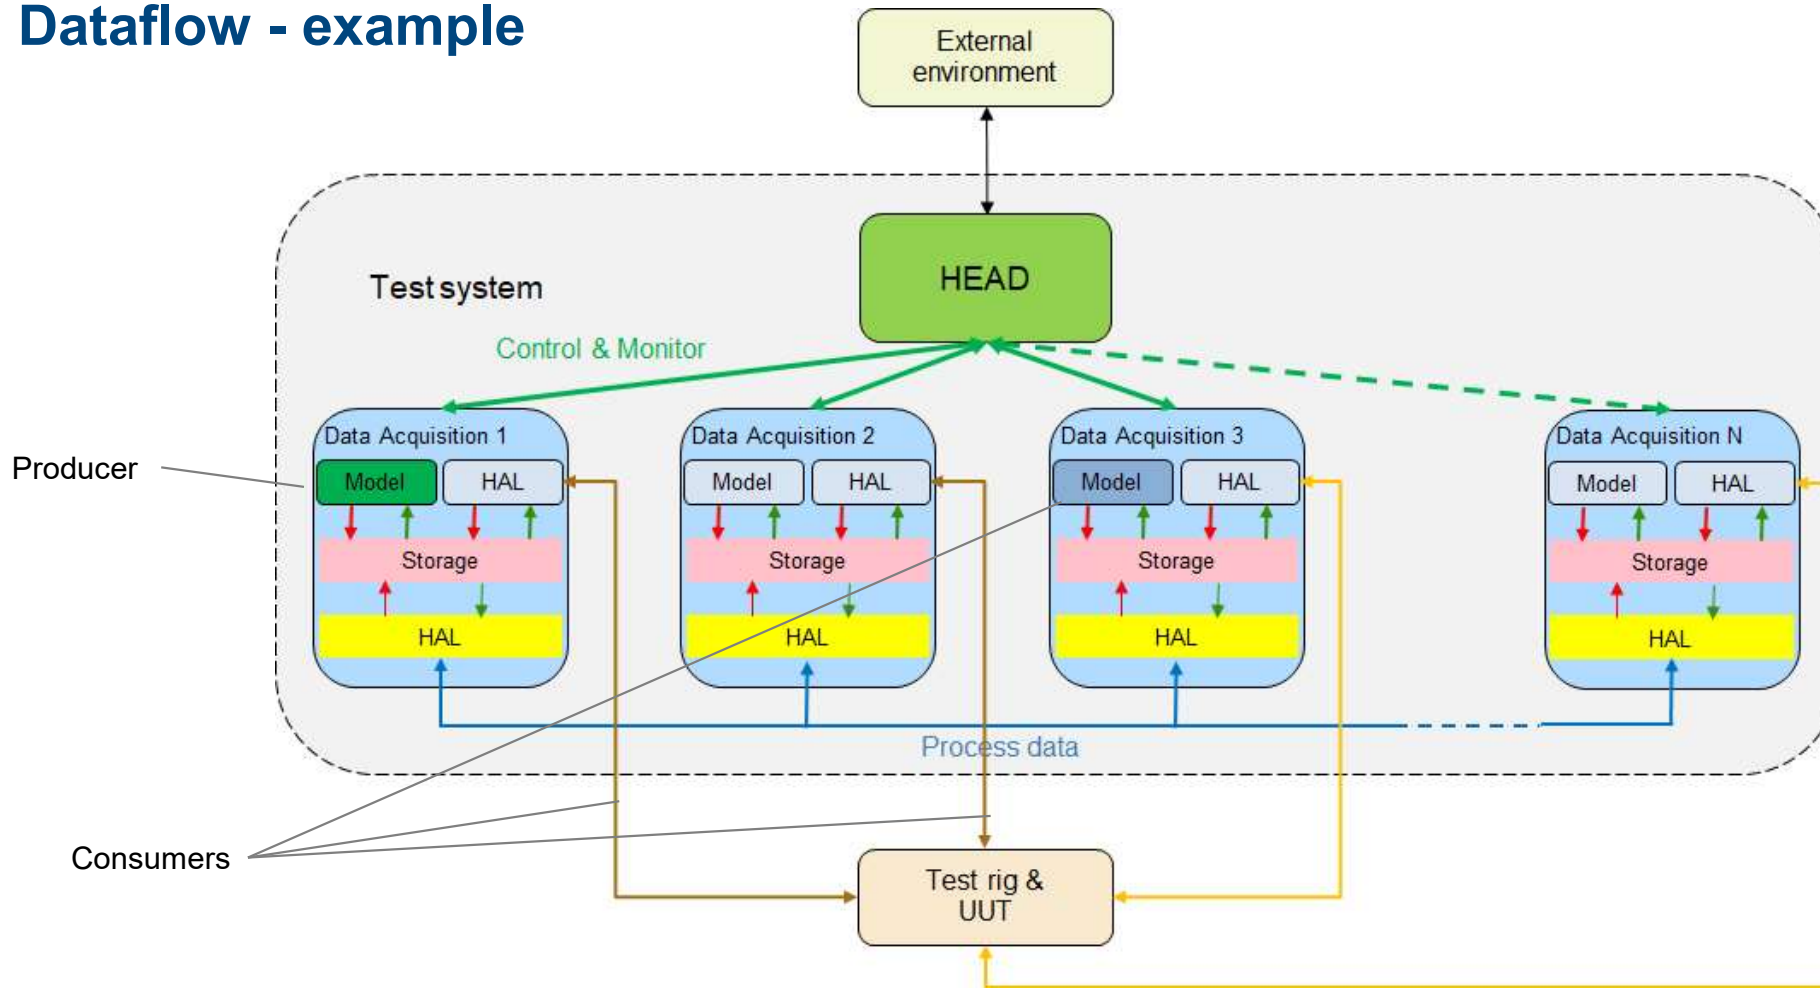 Dataflow - example
External
environment
HEAD
Test system
Control & Monitor
Data Acquisition 1
Data Acquisition 2
Data Acquisition 3
Data Acquisition N
Producer
Model
HAL
Model
HAL
Model
HAL
Model
HAL
Storage
Storage
Storage
Storage
HAL
HAL
HAL
HAL
Process data
Consumers
Test rig &
UUT